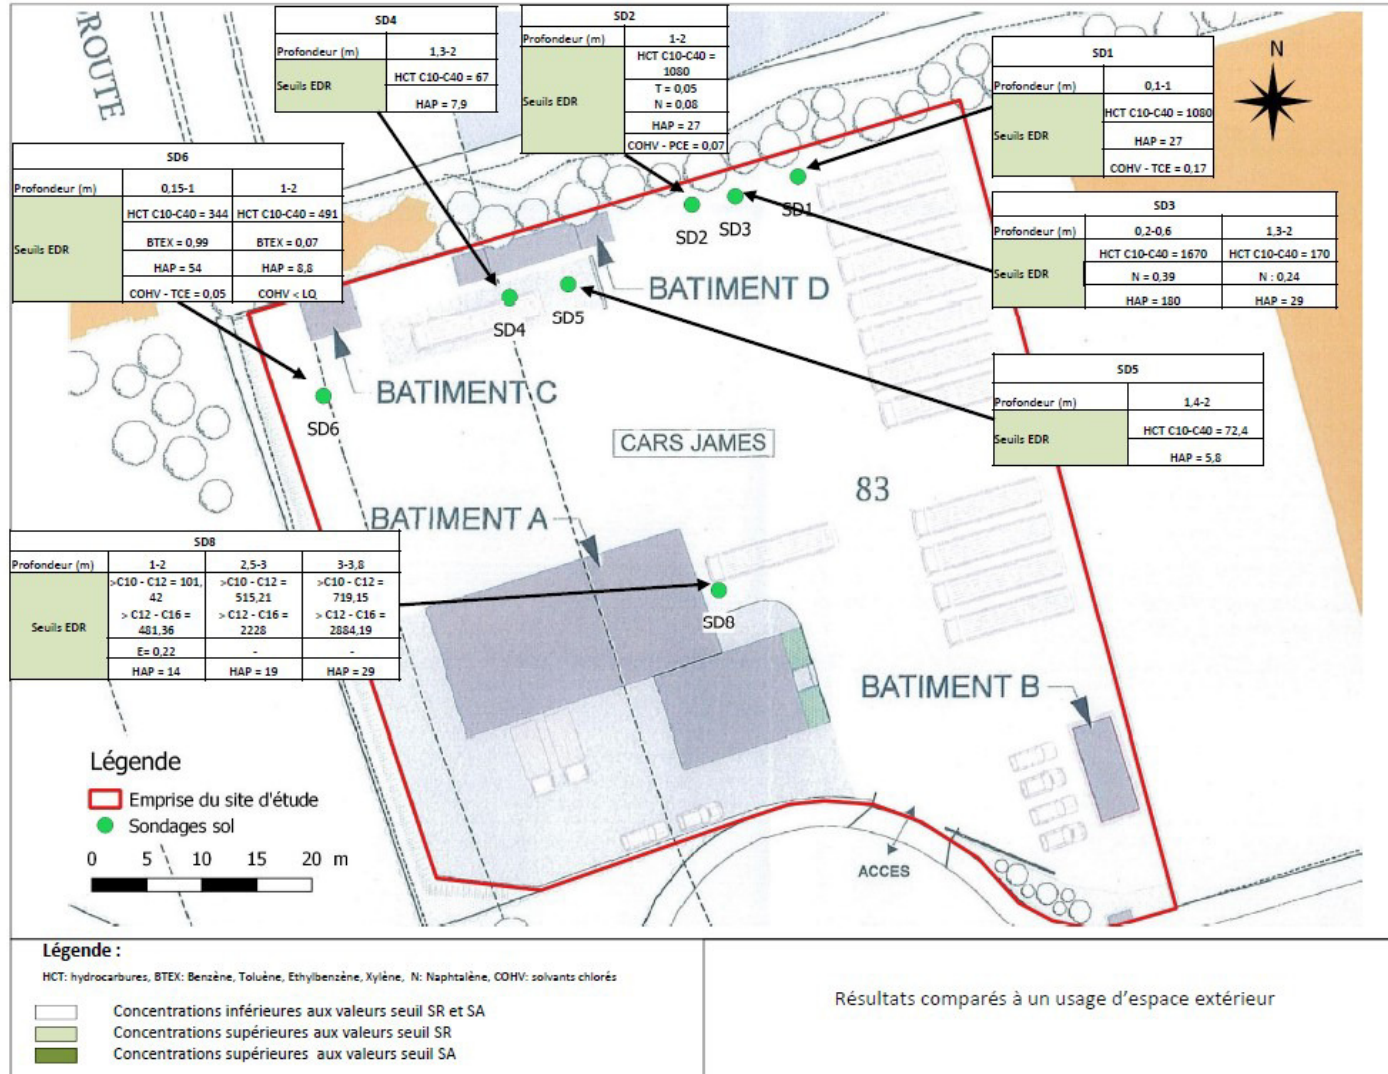 ROUTE
SD4
Profondeur (m) 1,3-2
Seuils EDR
HCT C10-C40 = 67
HAP = 7,9
SD2
Profondeur (m) 1-2
Seuils EDR
HCT C10-C40 =
1080
T = 0,05
N = 0,08
HAP = 27
COHV - PCE = 0,07
SD1
Profondeur (m) 0,1-1
Seuils EDR
HCT C10-C40 = 1080
HAP = 27
COHV - TCE = 0,17
N
SD6
Profondeur (m) 0,15-1 1-2
Seuils EDR
HCT C10-C40 = 344 HCT C10-C40 = 491
BTEX = 0,99 BTEX = 0,07
HAP = 54 HAP = 8,8
COHV - TCE = 0,05 COHV < LQ
SD3
Profondeur (m) 0,2-0,6 1,3-2
Seuils EDR
HCT C10-C40 = 1670 HCT C10-C40 = 170
N = 0,39 N : 0,24
HAP = 180 HAP = 29
SD2
SD3
SD1
BATIMENT D
SD4
SD5
BATIMENT C
SD6
SD5
Profondeur (m) 1,4-2
Seuils EDR
HCT C10-C40 = 72,4
HAP = 5,8
CARS JAMES
83
BATIMENT A
SD8
Profondeur (m) 1-2 2,5-3 3-3,8
Seuils EDR
>C10 - C12 = 101, >C10 - C12 = >C10 - C12 =
42 515,21 719,15
> C12 - C16 = > C12 - C16 = > C12 - C16 =
481,36 2228 2884,19
E= 0,22 - -
HAP = 14 HAP = 19 HAP = 29
SD8
BATIMENT B
ACCES
Légende
Emprise du site d'étude
Sondages sol
0 5 10 15 20 m
Légende :
HCT: hydrocarbures, BTEX: Benzène, Toluène, Ethylbenzène, Xylène, N: Naphtalène, COHV: solvants chlorés
Concentrations inférieures aux valeurs seuil SR et SA
Concentrations supérieures aux valeurs seuil SR
Concentrations supérieures aux valeurs seuil SA
Résultats comparés à un usage d'espace extérieur